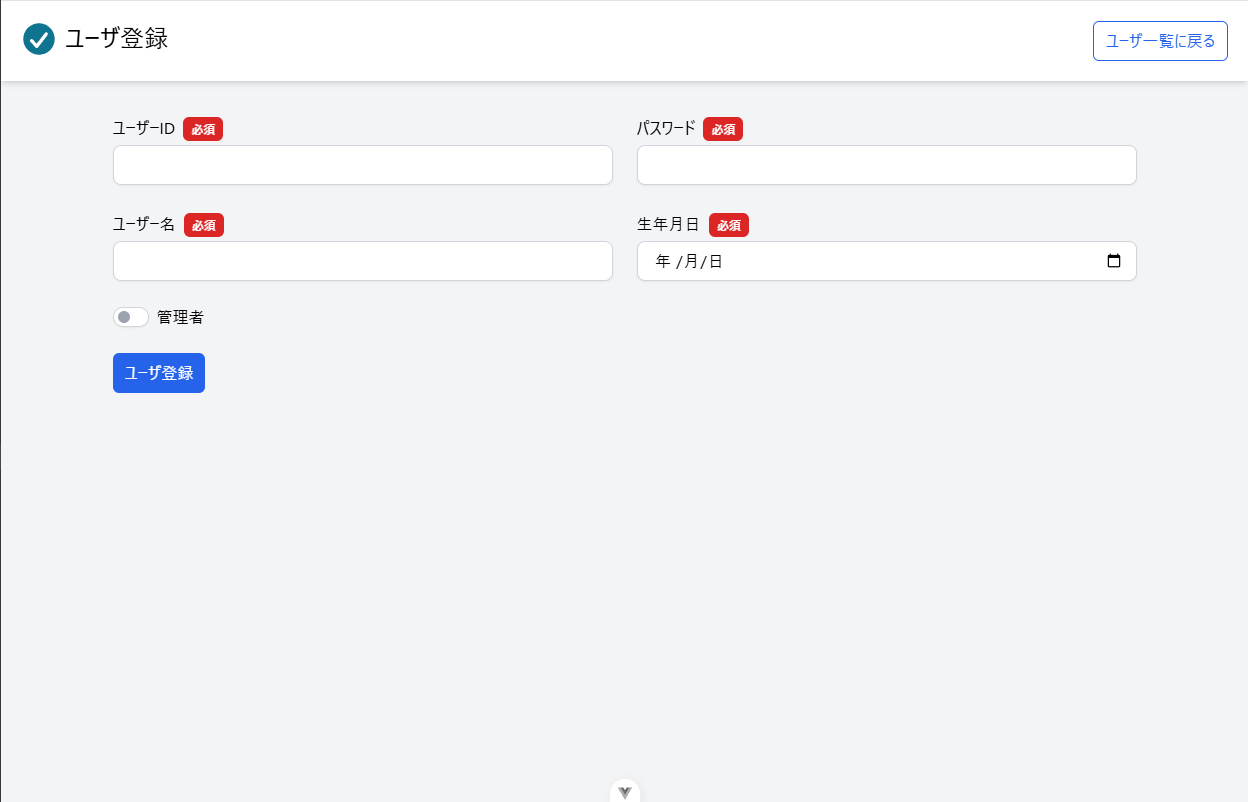 ユーザ登録
ユーザ一覧に戻る
ユーザーID 必須
パスワード 必須
ユーザー名 必須
生年月日 必須
年 /月/日
管理者
ユーザ登録